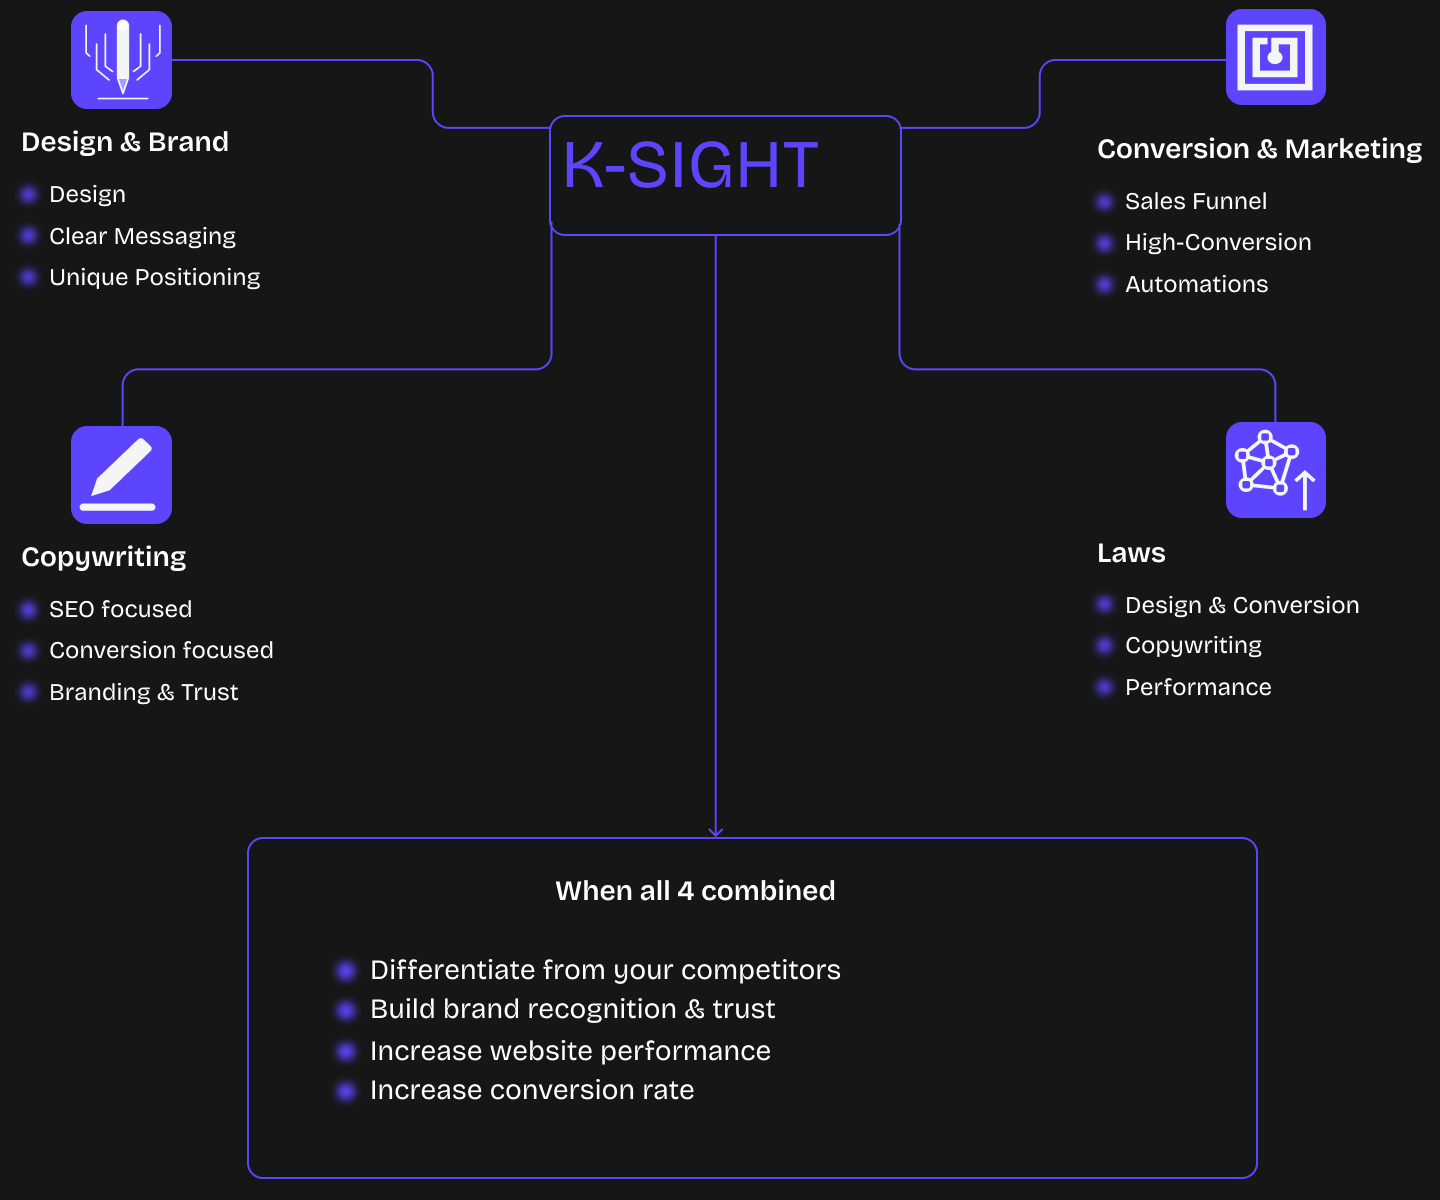 K-SIGHT
Design & Brand
Design
Clear Messaging
Unique Positioning
Conversion & Marketing
Sales Funnel
High-Conversion
Automations
Copywriting
SEO focused
Conversion focused
Branding & Trust
Laws
Design & Conversion
Copywriting
Performance
When all 4 combined
Differentiate from your competitors
Build brand recognition & trust
Increase website performance
Increase conversion rate